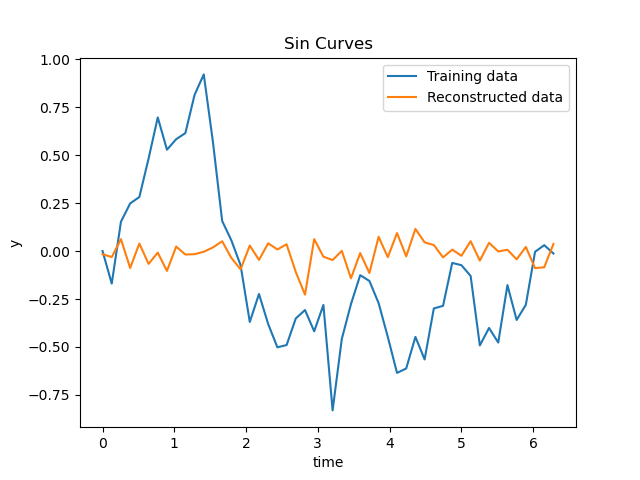 Sin Curves
Training data
Reconstructed data
1.00
0.75
0.50
0.25
0.00
−0.25
−0.50
−0.75
y
0 1 2 3 4 5 6
time